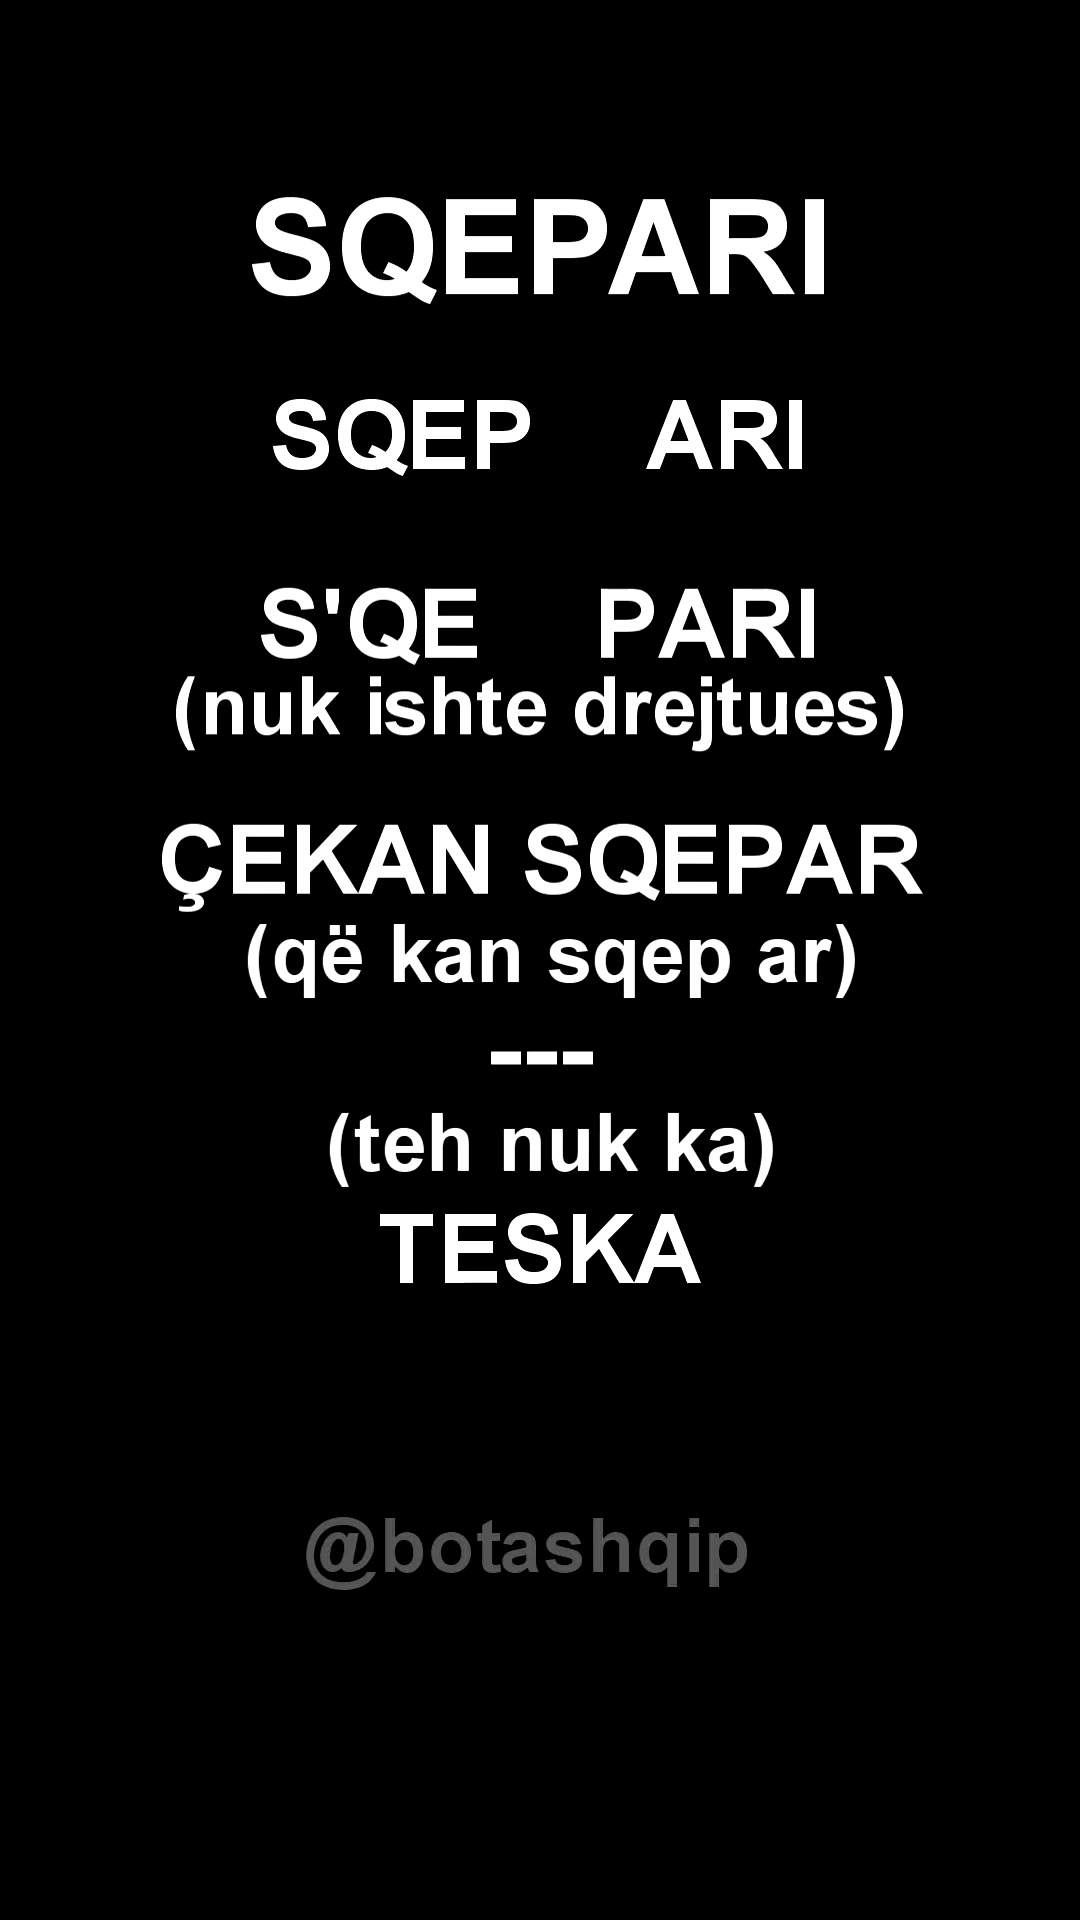 SQEPARI
SQEP ARI
S'QE PARI
(nuk ishte drejtues)
ÇEKAN SQEPAR
(që kan sqep ar)
---
(teh nuk ka)
TESKA
@botashqip